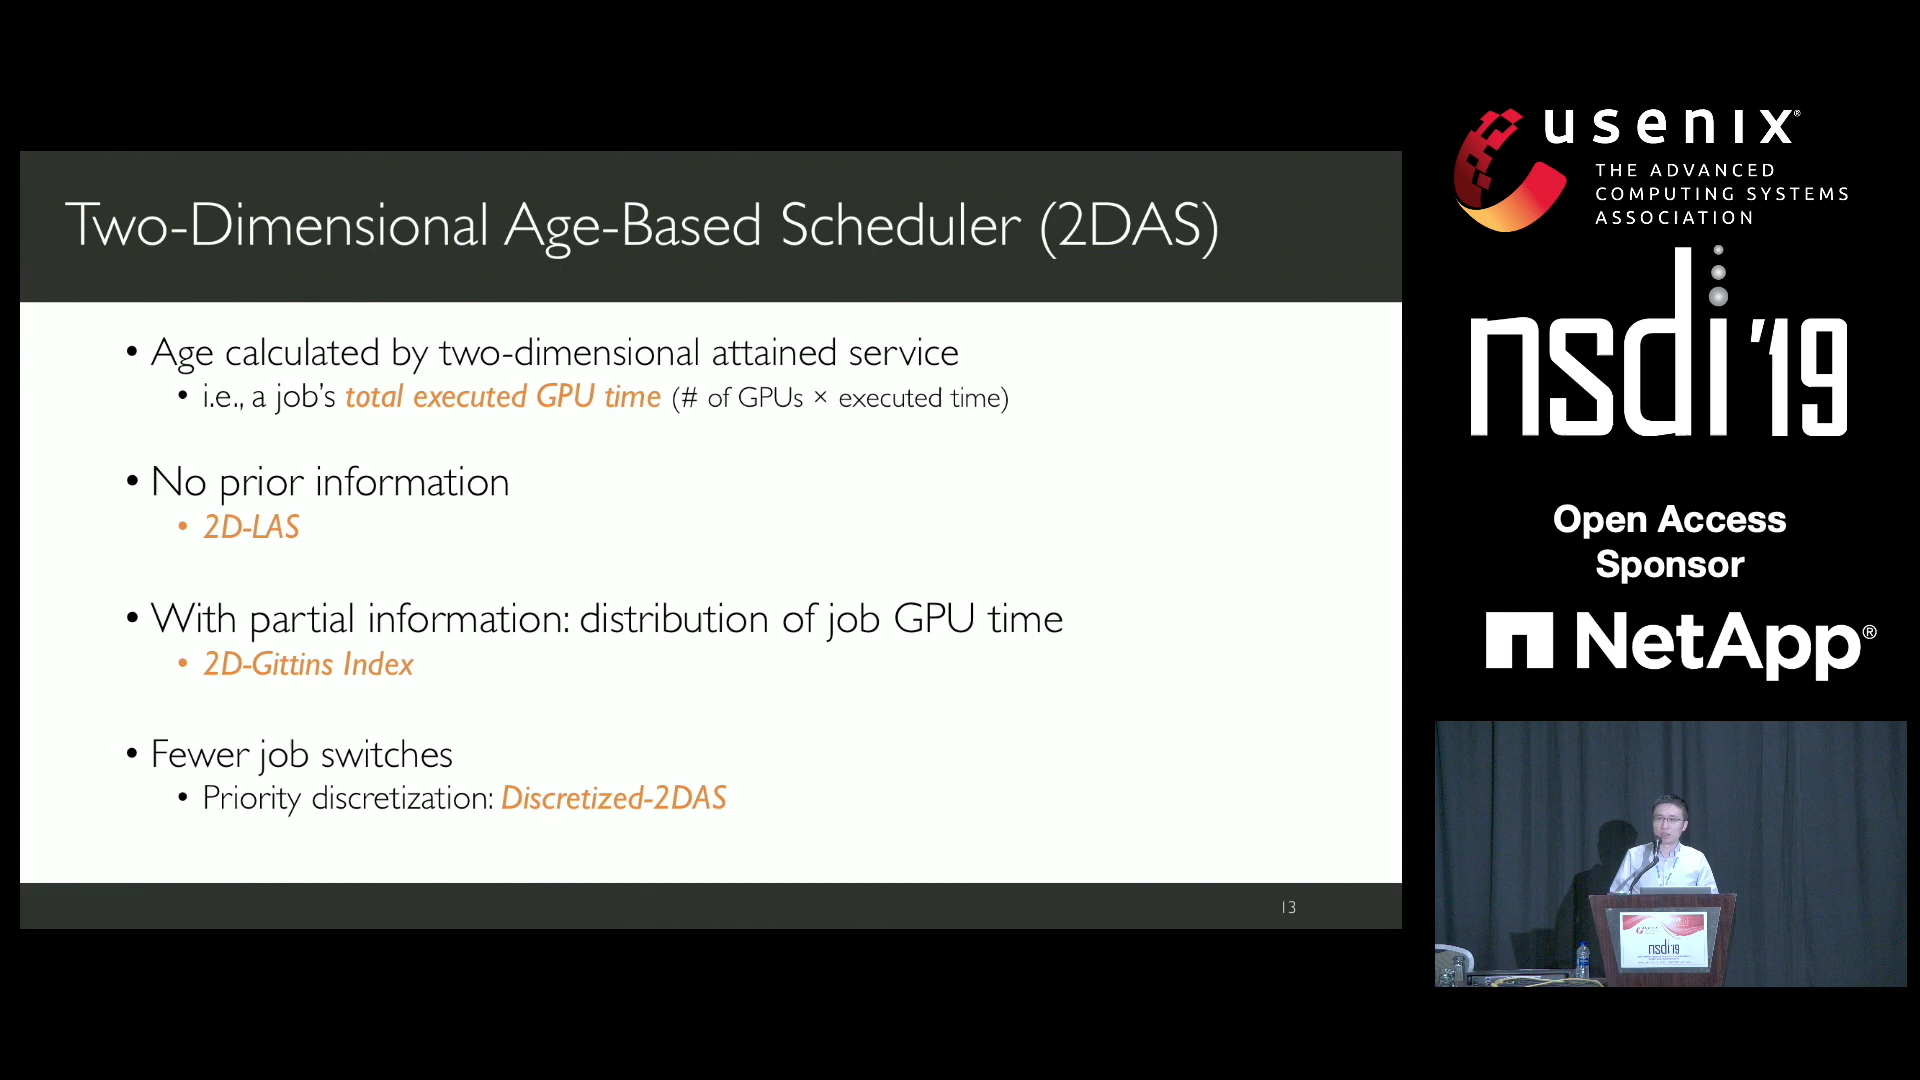 Two-Dimensional Age-Based Scheduler (2DAS)
• Age calculated by two-dimensional attained service
• i.e., a job's total executed GPU time (# of GPUs × executed time)
• No prior information
• 2D-LAS
• With partial information: distribution of job GPU time
• 2D-Gittins Index
• Fewer job switches
• Priority discretization: Discretized-2DAS
13
usenix®
THE ADVANCED
COMPUTING SYSTEMS
ASSOCIATION
nsdi '19
Open Access
Sponsor
NetApp®
nsdi'19